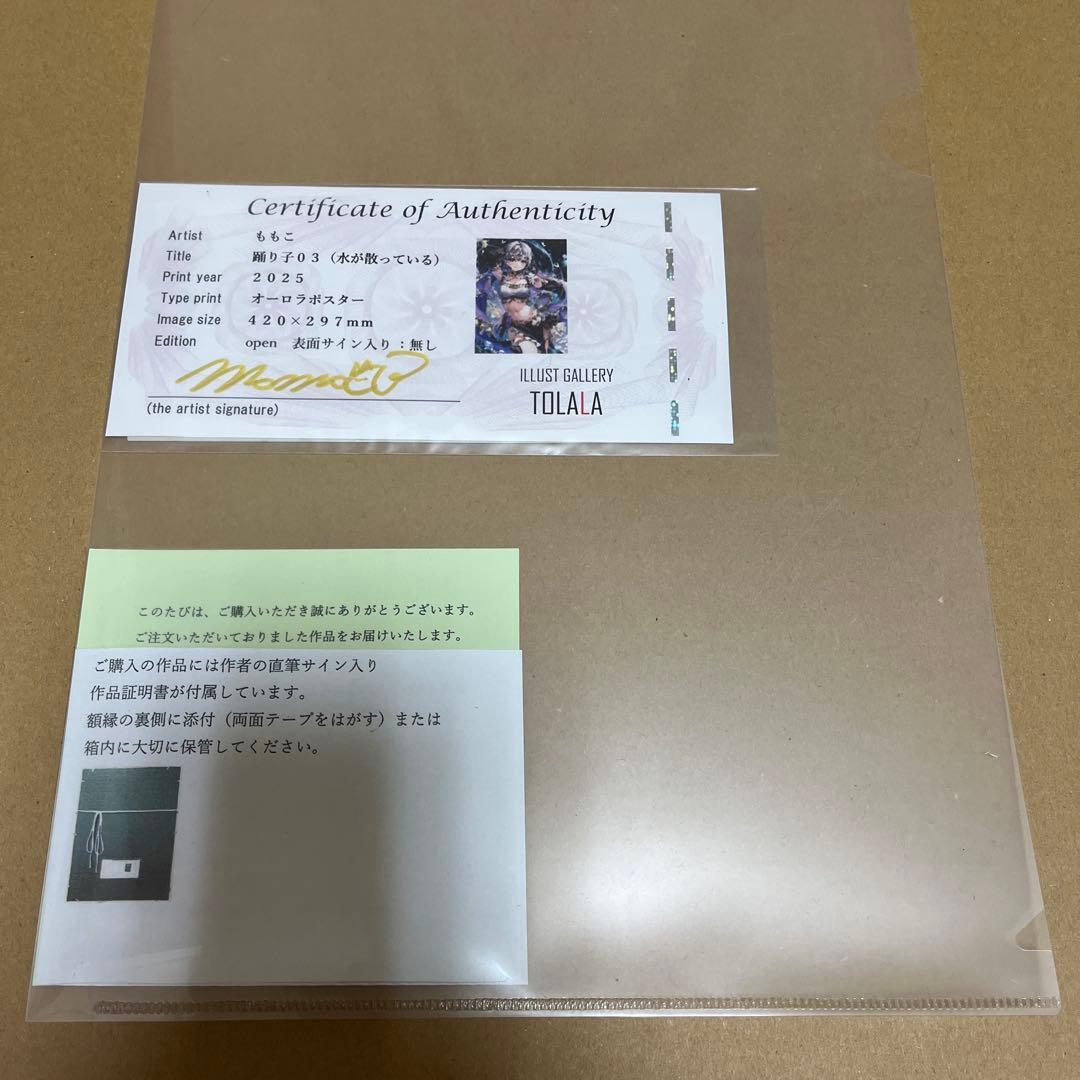 Certificate of Authenticity
Artist ももこ
Title 踊り子03（水が散っている）
Print year 2025
Type print オーロラポスター
Image size 420×297mm
Edition open 表面サイン入り：無し
(the artist signature)
ILLUST GALLERY
TOLALA
このたびは、ご購入いただき誠にありがとうございます。
ご注文いただいておりました作品をお届けいたします。
ご購入の作品には作者の直筆サイン入り
作品証明書が付属しています。
額縁の裏側に添付（両面テープをはがす）または
箱内に大切に保管してください。